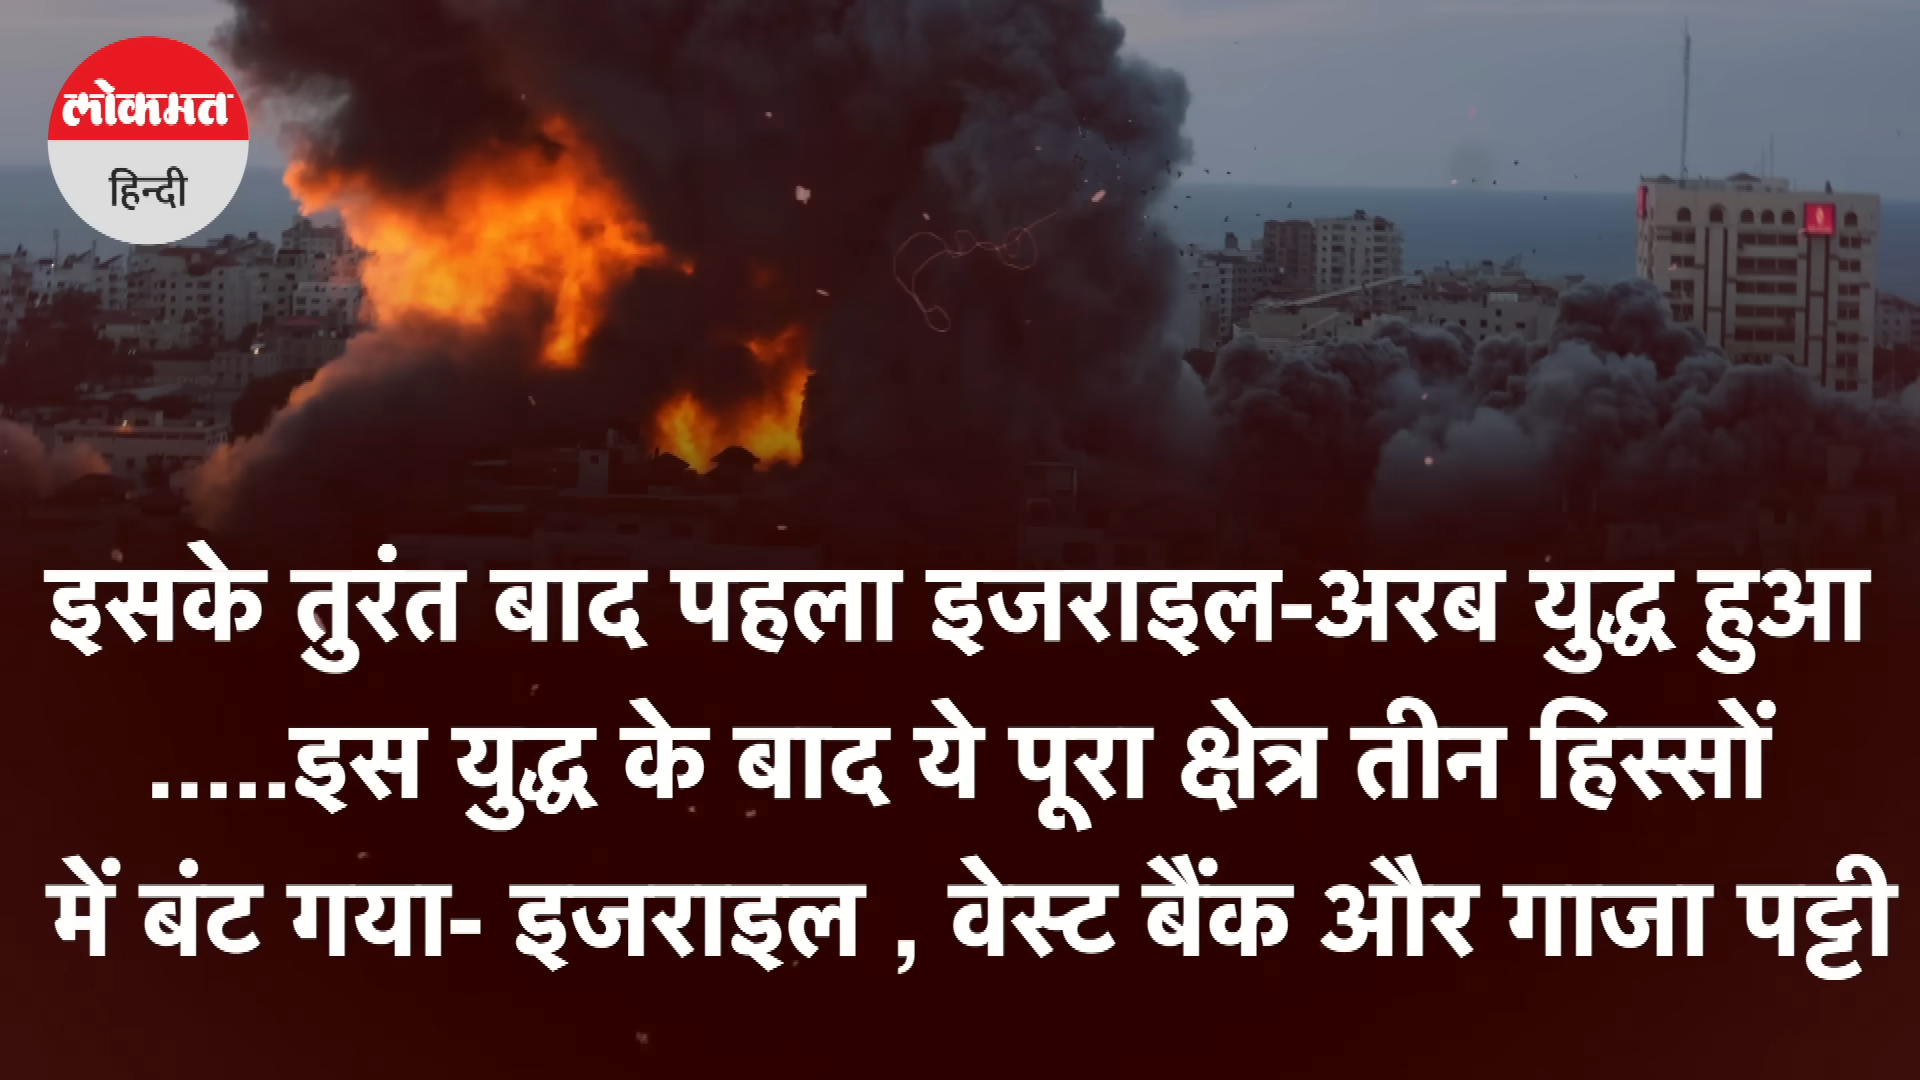 लोकमत
हिन्दी
इसके तुरंत बाद पहला इजराइल-अरब युद्ध हुआ
.....इस युद्ध के बाद ये पूरा क्षेत्र तीन हिस्सों
में बंट गया- इजराइल , वेस्ट बैंक और गाजा पट्टी